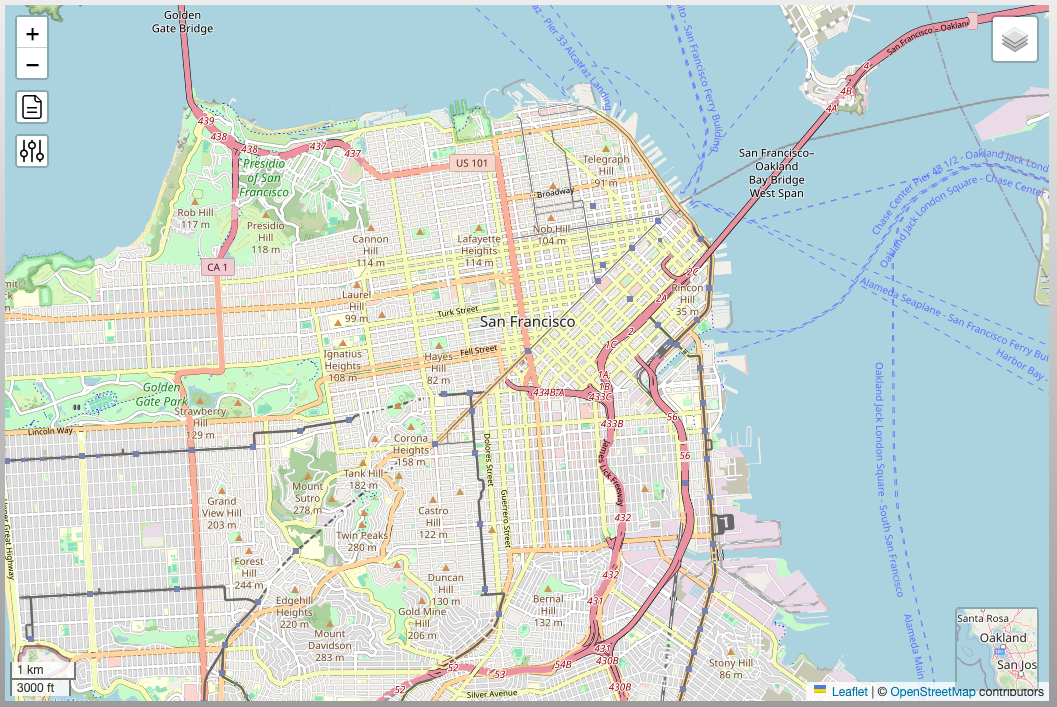 Golden
Gate Bridge
+
−
439
438
438
437
437
US 101
Presidio
of San
Francisco
Rob Hill
117 m
Presidio
Hill
118 m
Cannon
Hill
114 m
Lafayette
Heights
114 m
Broadway
Nob Hill
104 m
Telegraph
Hill
91 m
CA 1
Laurel
Hill
99 m
Turk Street
San Francisco
Ignatius
Heights
108 m
Hayes
Hill
82 m
Fell Street
Rincon
Hill
35 m
2C
2A
2
1C
1A
1B
433C
434B;A
433B
56
56
Golden
Gate Park
Strawberry
Hill
129 m
Lincoln Way
Corona
Heights
158 m
Tank Hill
182 m
Mount
Sutro
278 m
Dolores Street
Guerrero Street
James Lick Freeway
Grand
View Hill
203 m
Twin Peaks
280 m
Castro
Hill
122 m
432
432
Forest
Hill
244 m
Duncan
Hill
130 m
Bernal
Hill
132 m
431
431
430B
430B
Edgehill
Heights
220 m
Gold Mine
Hill
206 m
Mount
Davidson
283 m
52
52
53
54B
Silver Avenue
Stony Hill
86 m
San Francisco – Oakland
4
4B
4A
San Francisco–
Oakland
Bay Bridge
West Span
Pier 33 Alcatraz Landing
San Francisco Ferry Building
Chase Center Pier 48 1/2 - Oakland Jack Lond
Oakland Jack London Square - Chase Center
Alameda Seaplane - San Francisco Ferry Bui
Harbor Bay -
Oakland Jack London Square - South San Francisco
Alameda Main
Great Highway
1 km
3000 ft
Santa Rosa
Oakland
San Jos
Leaflet | © OpenStreetMap contributors